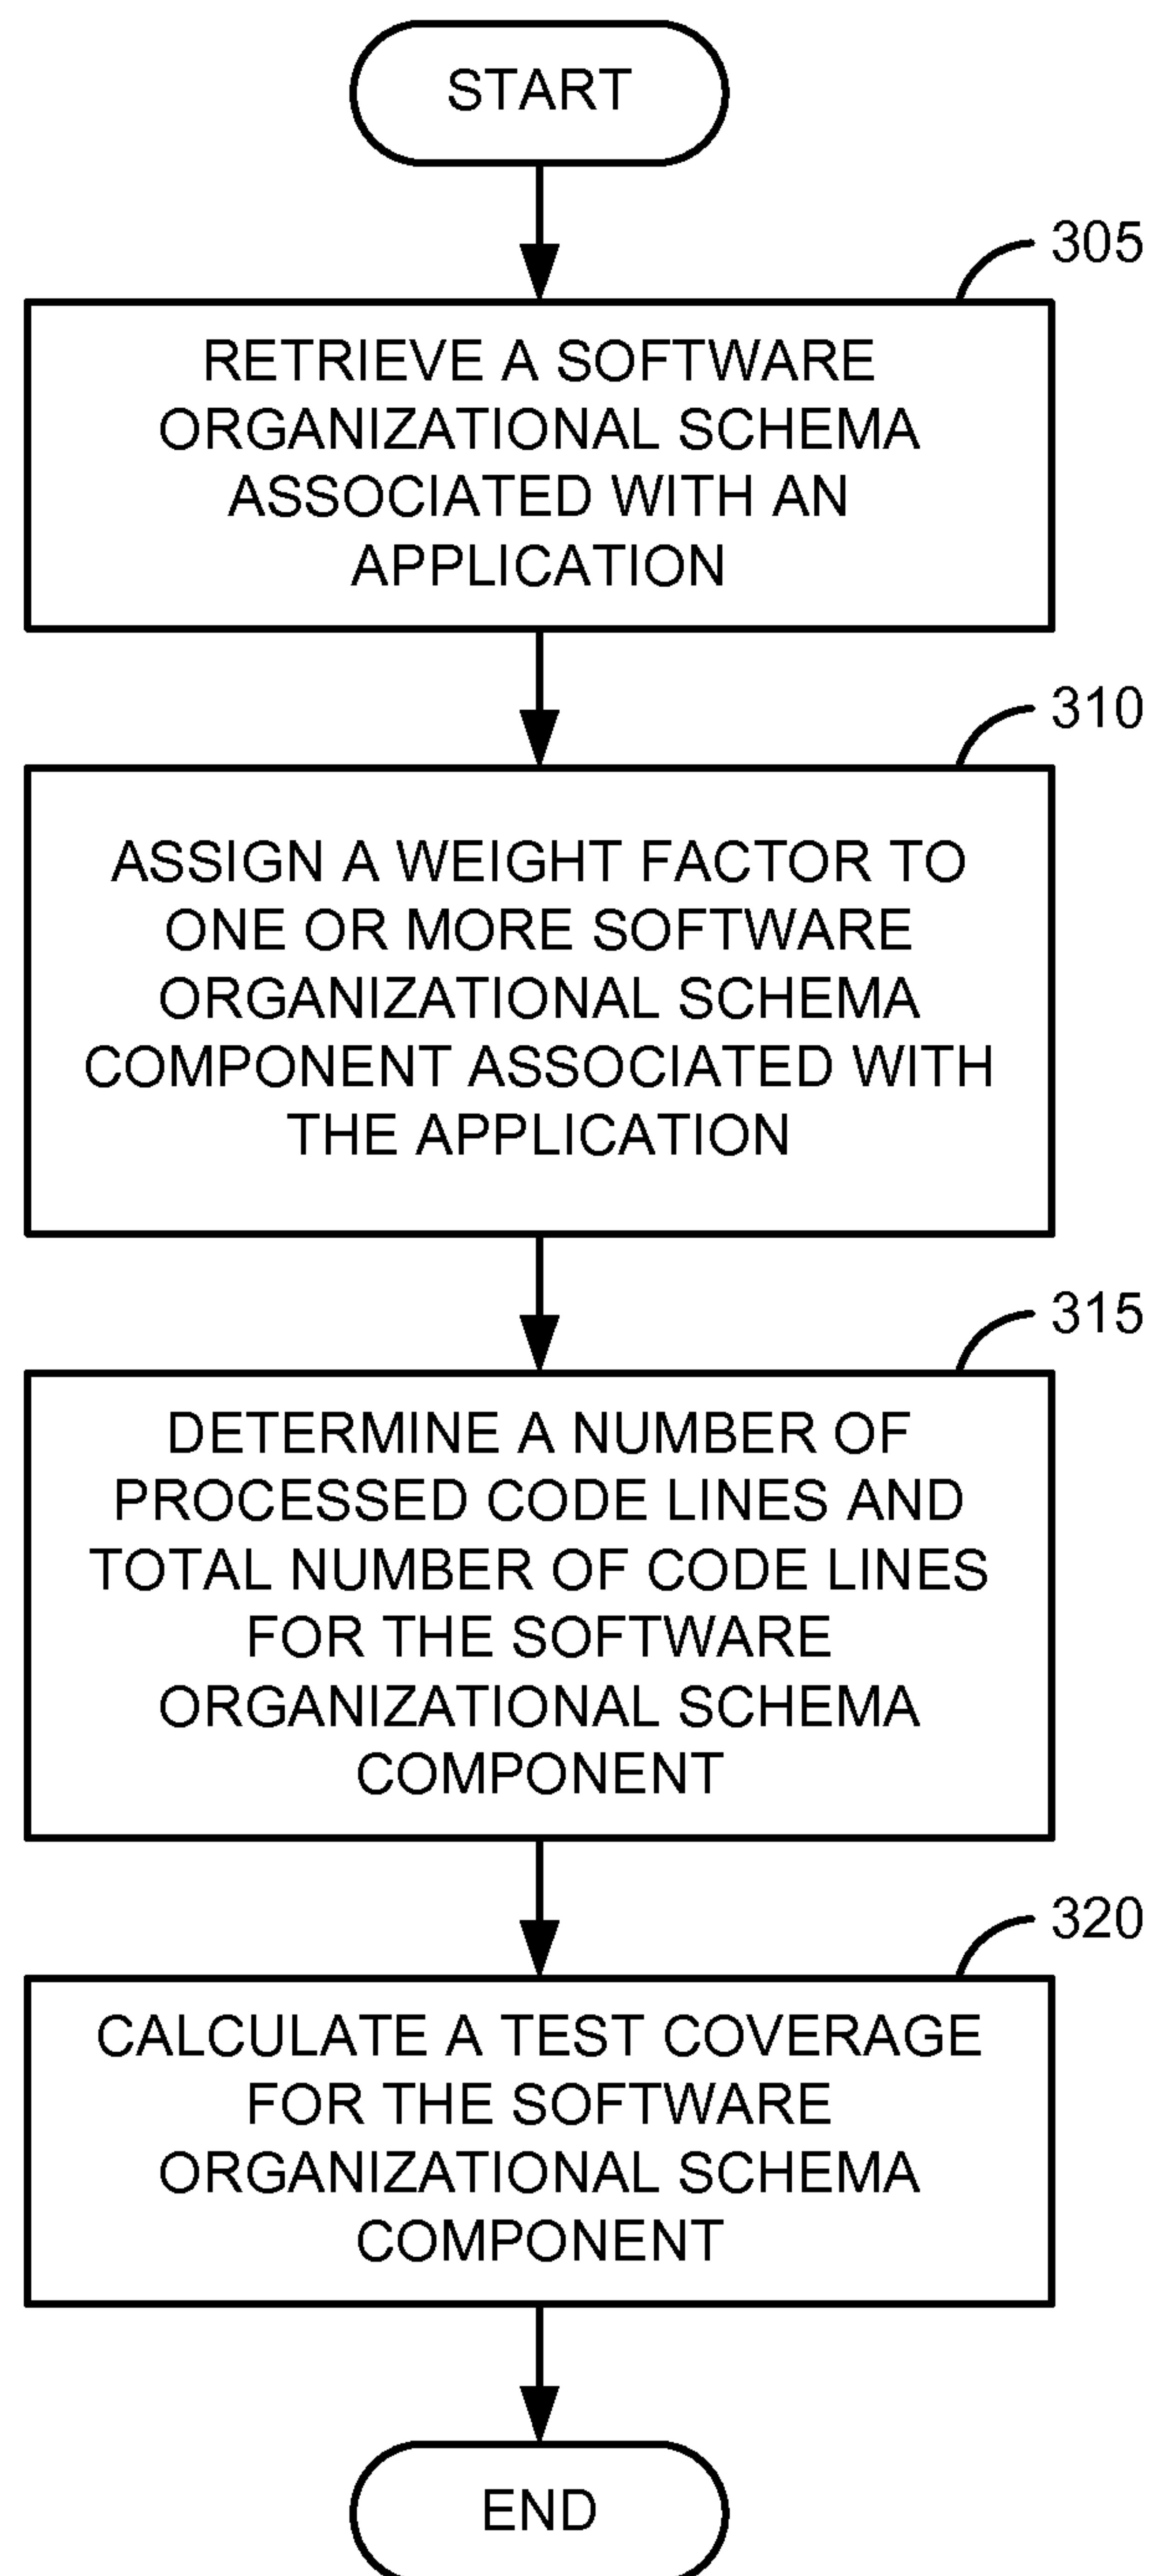 START
305
RETRIEVE A SOFTWARE
ORGANIZATIONAL SCHEMA
ASSOCIATED WITH AN
APPLICATION
310
ASSIGN A WEIGHT FACTOR TO
ONE OR MORE SOFTWARE
ORGANIZATIONAL SCHEMA
COMPONENT ASSOCIATED WITH
THE APPLICATION
315
DETERMINE A NUMBER OF
PROCESSED CODE LINES AND
TOTAL NUMBER OF CODE LINES
FOR THE SOFTWARE
ORGANIZATIONAL SCHEMA
COMPONENT
320
CALCULATE A TEST COVERAGE
FOR THE SOFTWARE
ORGANIZATIONAL SCHEMA
COMPONENT
END